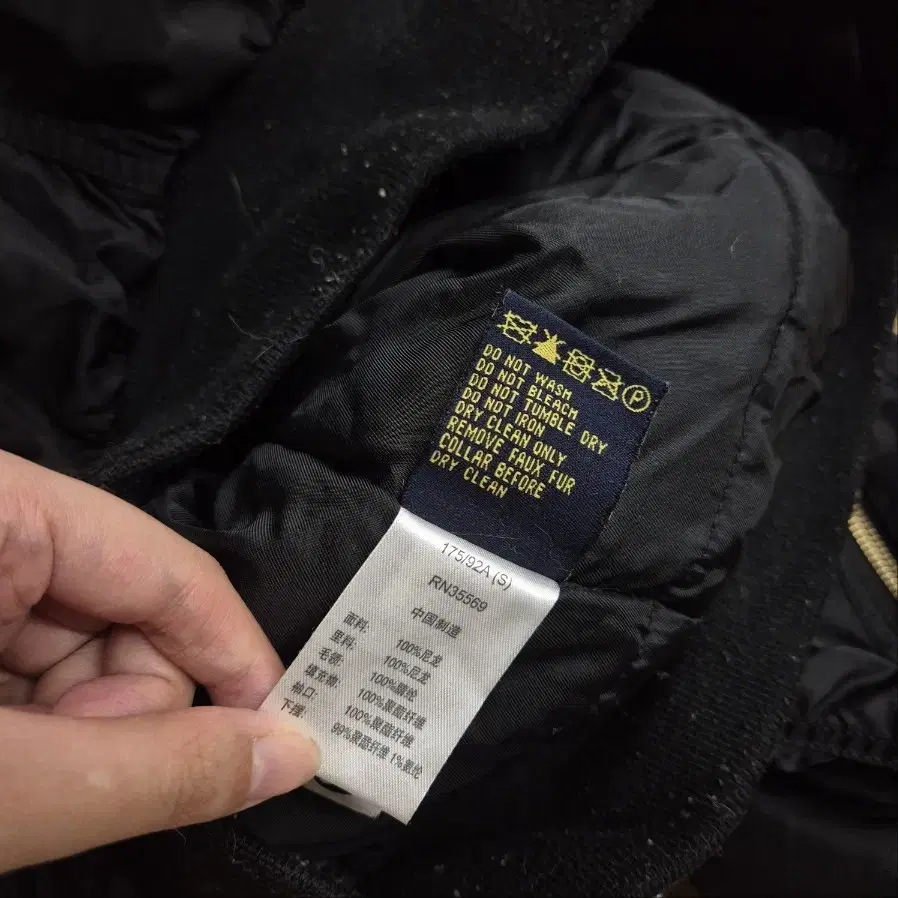 P
DO NOT WASH
DO NOT BLEACH
DO NOT TUMBLE DRY
DO NOT IRON
DRY CLEAN ONLY
REMOVE FAUX FUR
COLLAR BEFORE
DRY CLEAN
175/92A (S)
RN35569
中国制造
面料: 100%尼龙
里料: 100%尼龙
毛领: 100%腈纶
填充物: 100%聚酯纤维
袖口: 100%聚酯纤维
下摆: 99%聚酯纤维 1%氨纶